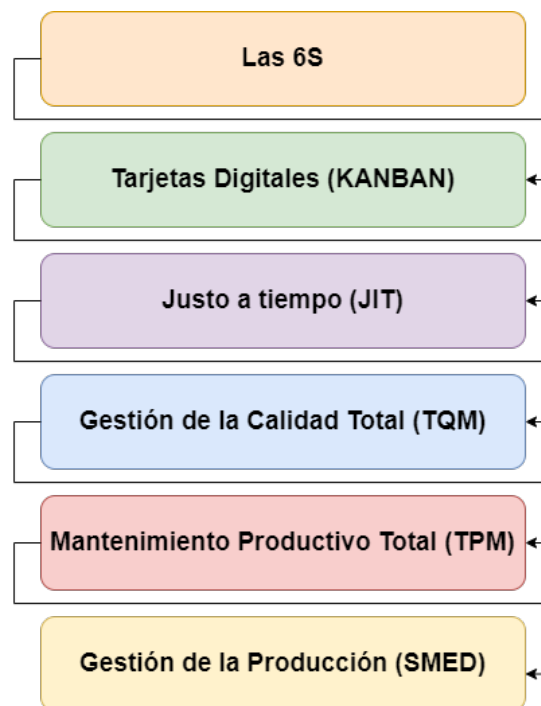 Las 6S
Tarjetas Digitales (KANBAN)
Justo a tiempo (JIT)
Gestión de la Calidad Total (TQM)
Mantenimiento Productivo Total (TPM)
Gestión de la Producción (SMED)